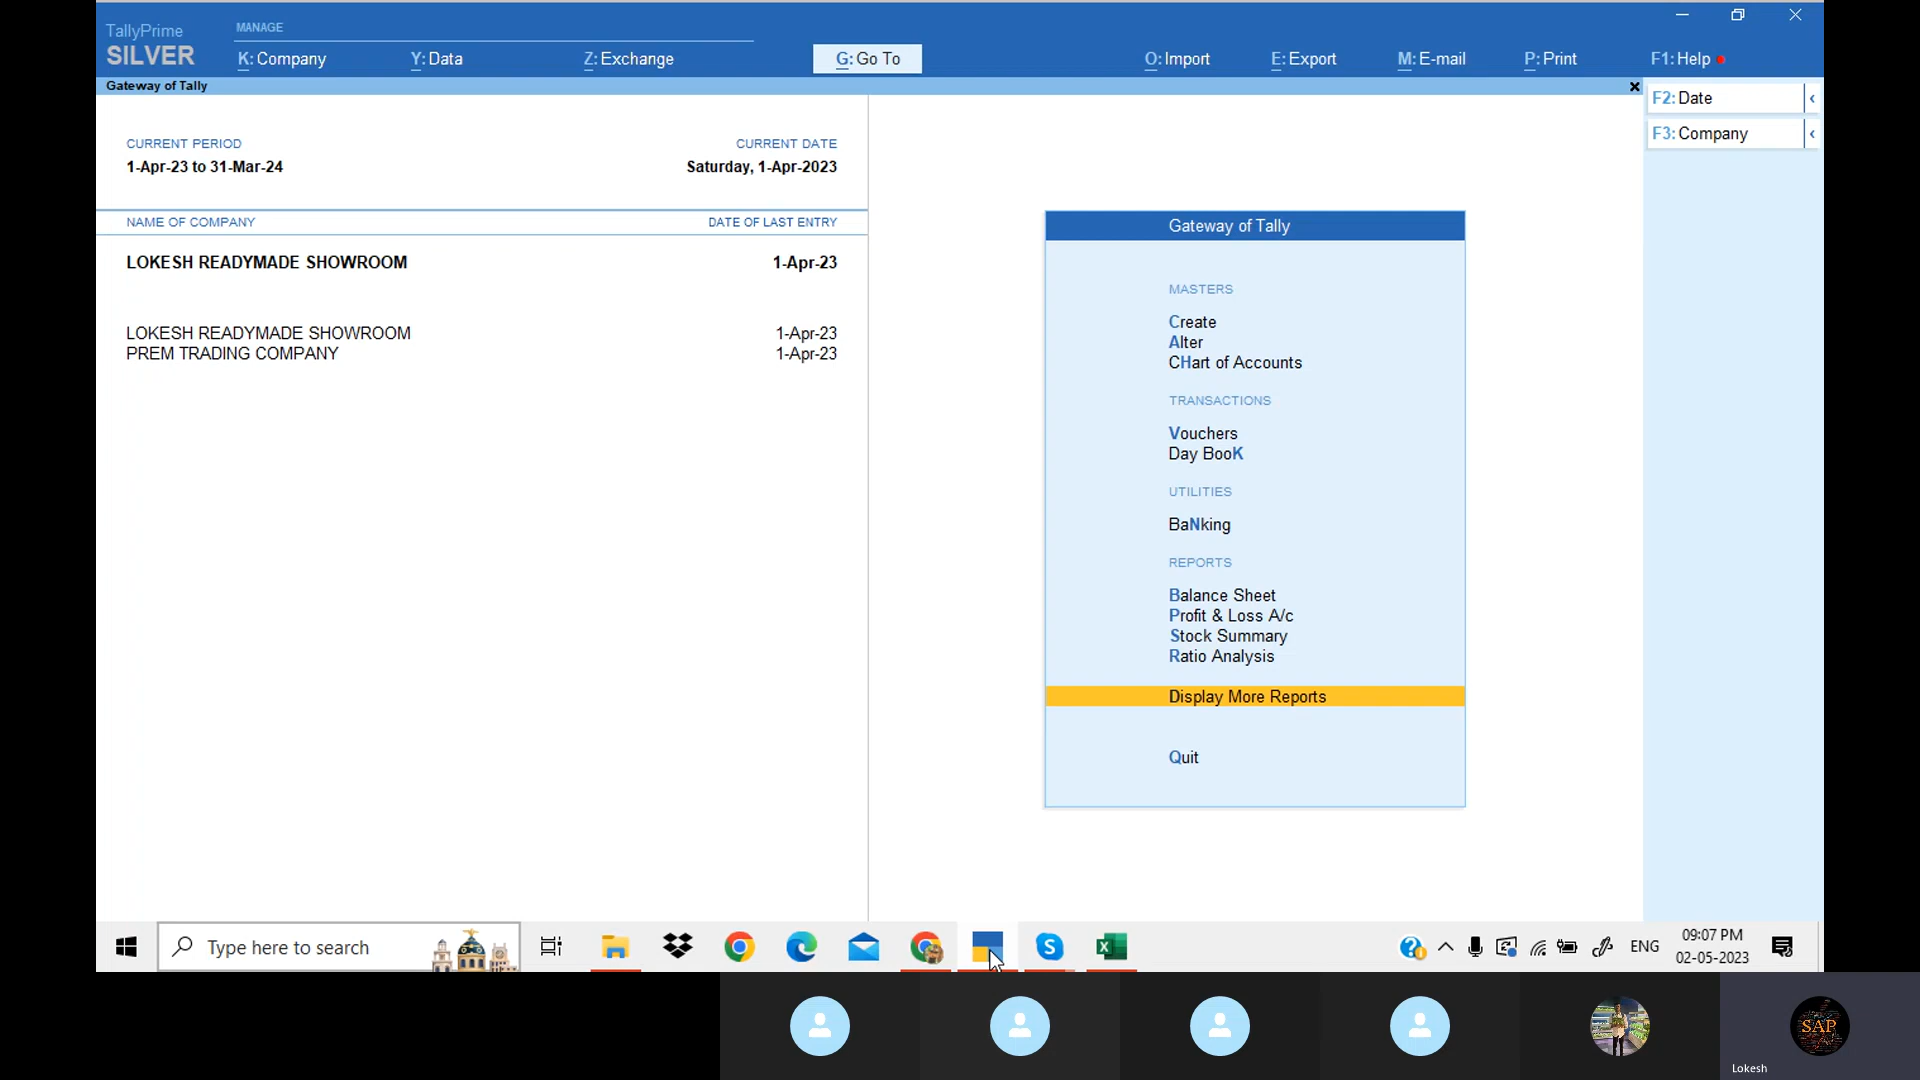 TallyPrime
SILVER
MANAGE
K: Company
Y: Data
Z: Exchange
G: Go To
O: Import
E: Export
M: E-mail
P: Print
F1: Help
Gateway of Tally
F2: Date
F3: Company
CURRENT PERIOD
CURRENT DATE
1-Apr-23 to 31-Mar-24
Saturday, 1-Apr-2023
NAME OF COMPANY
DATE OF LAST ENTRY
LOKESH READYMADE SHOWROOM
1-Apr-23
LOKESH READYMADE SHOWROOM
1-Apr-23
PREM TRADING COMPANY
1-Apr-23
Gateway of Tally
MASTERS
Create
Alter
CHart of Accounts
TRANSACTIONS
Vouchers
Day BooK
UTILITIES
BaNking
REPORTS
Balance Sheet
Profit & Loss A/c
Stock Summary
Ratio Analysis
Display More Reports
Quit
Type here to search
ENG
09:07 PM
02-05-2023
SAP
Lokesh